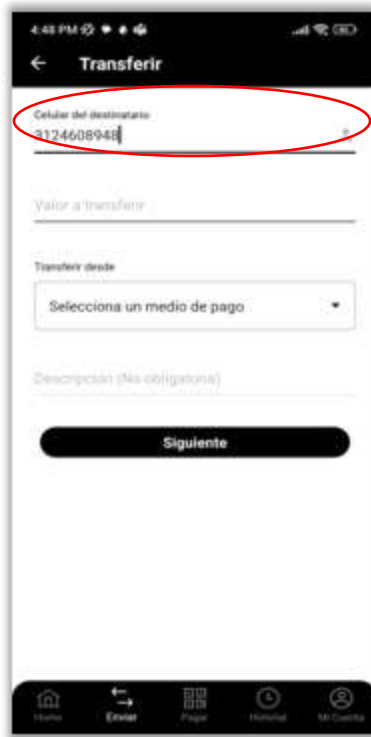 4:48 PM
Transferir
Celular del destinatario
3124608948
Valor a transferir
Transferir desde
Selecciona un medio de pago
Descripción (No obligatoria)
Siguiente
Home Enviar Pagar Historial Mi Cuenta